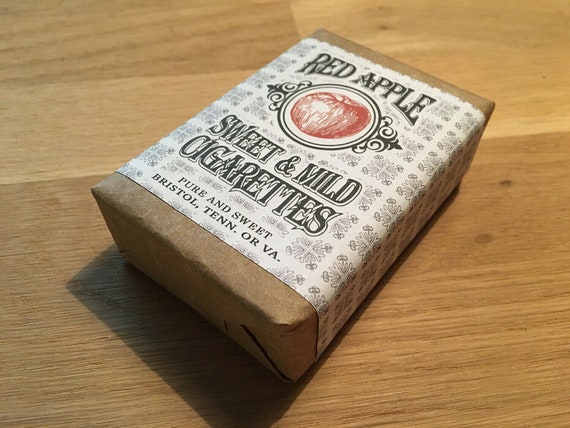 RED APPLE
SWEET & MILD
CIGARETTES
PURE AND SWEET
BRISTOL, TENN. OR VA.